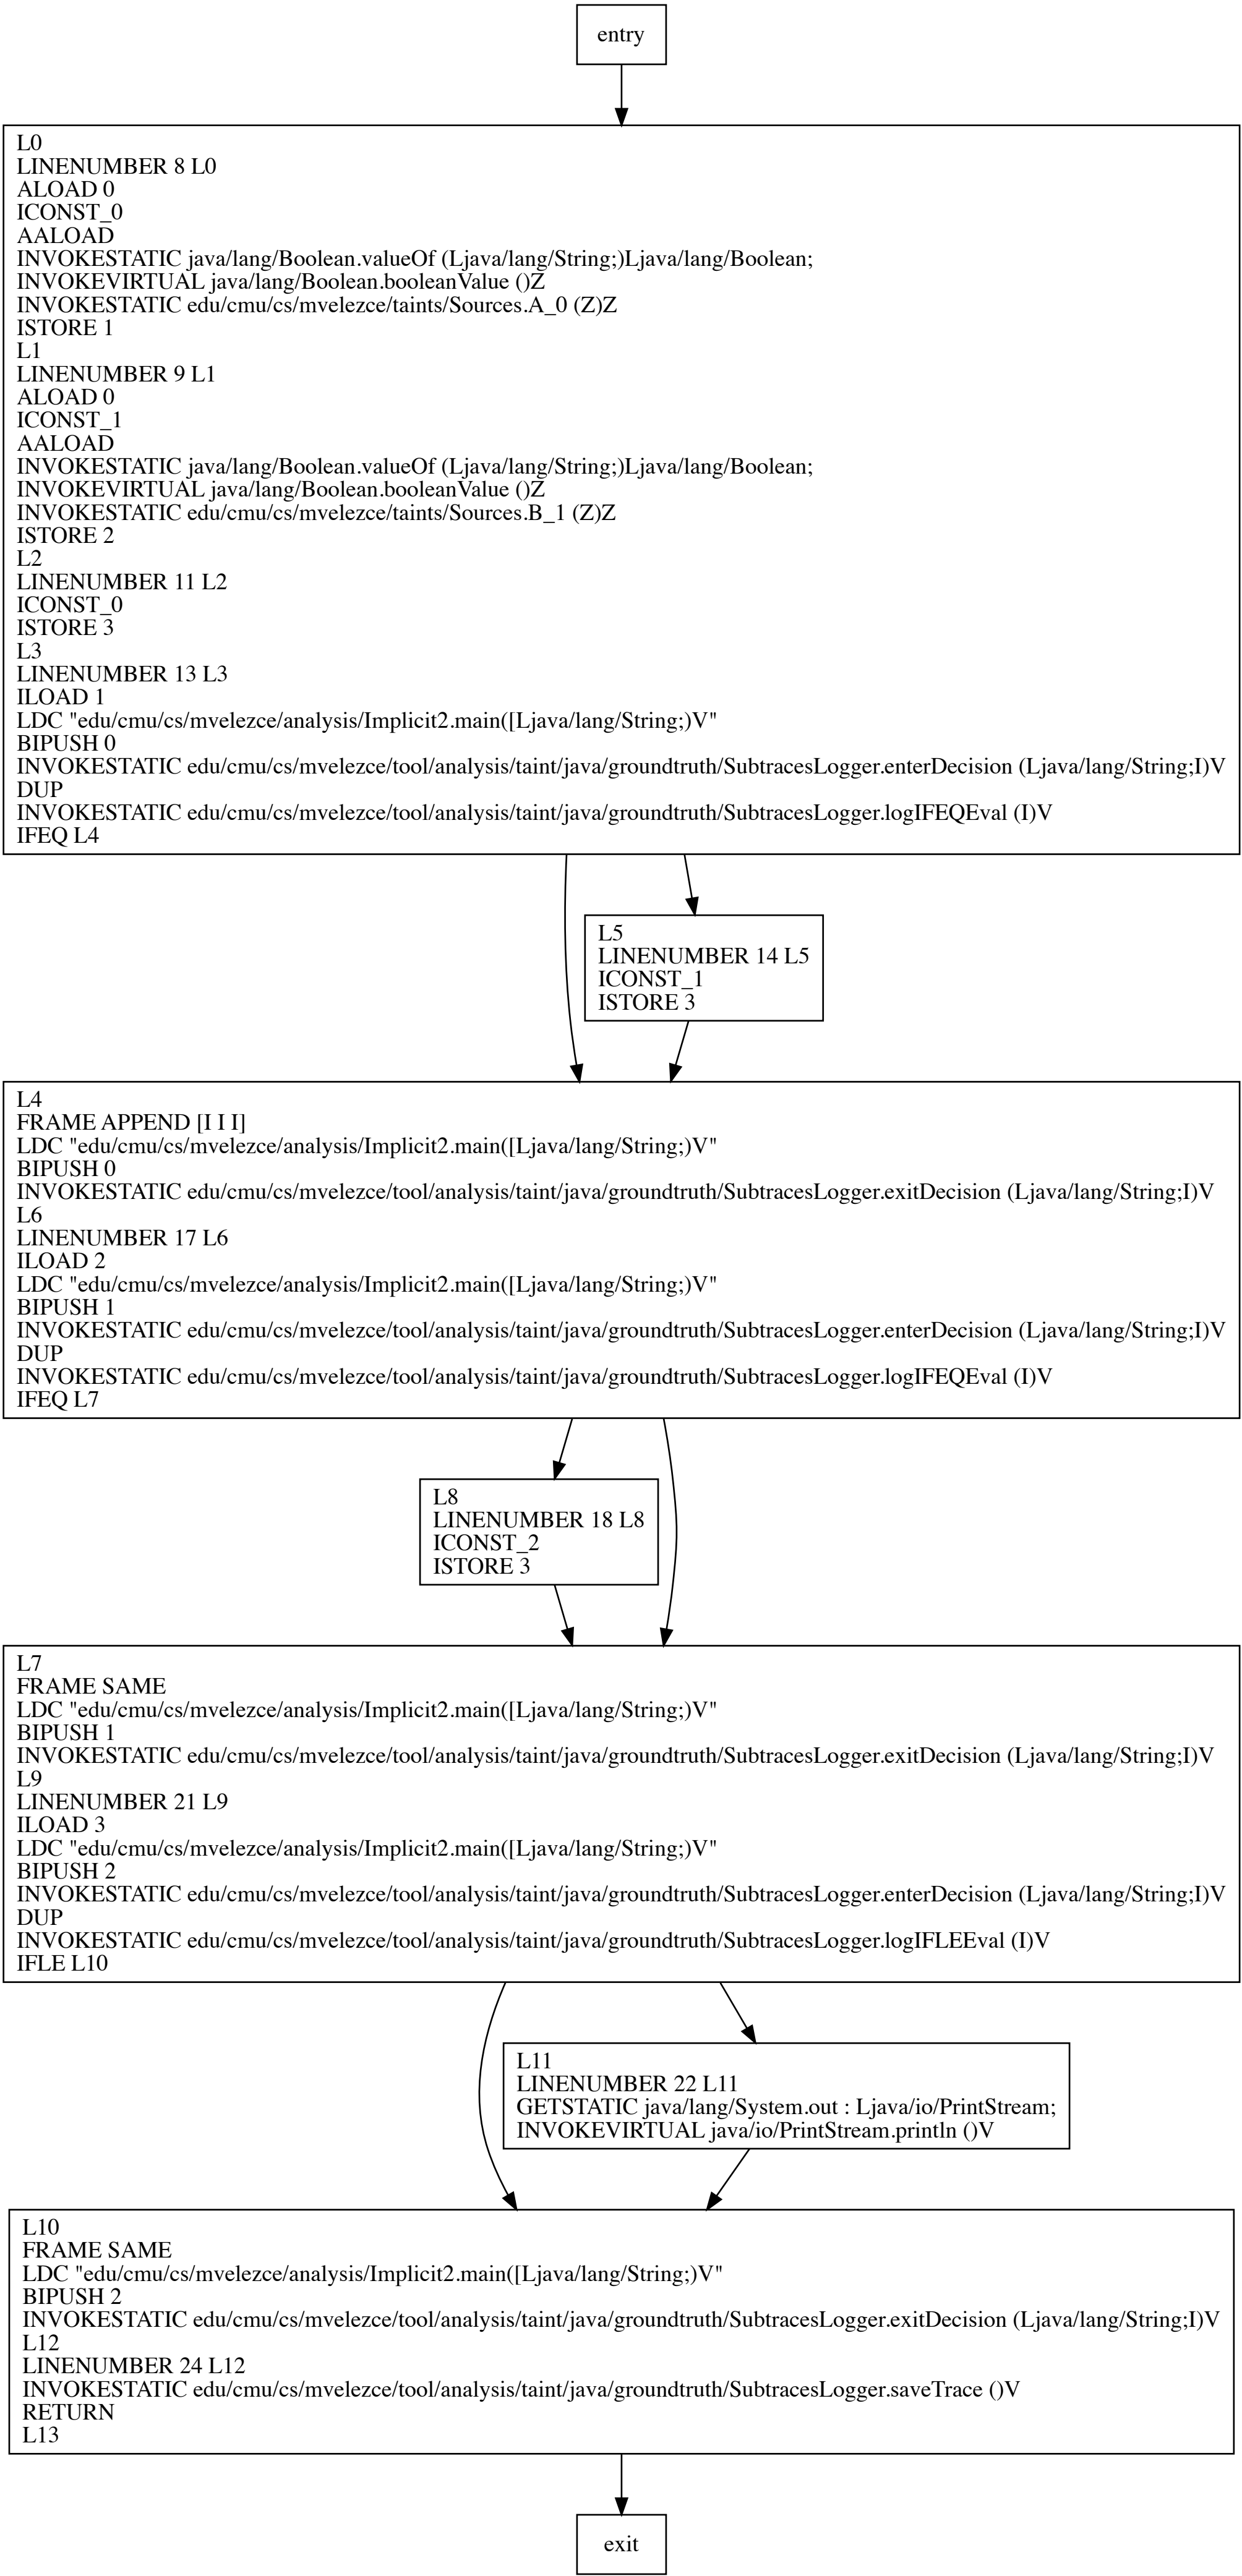 entry
L0
LINENUMBER 8 L0
ALOAD 0
ICONST_0
AALOAD
INVOKESTATIC java/lang/Boolean.valueOf (Ljava/lang/String;)Ljava/lang/Boolean;
INVOKEVIRTUAL java/lang/Boolean.booleanValue ()Z
INVOKESTATIC edu/cmu/cs/mvelezce/taints/Sources.A_0 (Z)Z
ISTORE 1
L1
LINENUMBER 9 L1
ALOAD 0
ICONST_1
AALOAD
INVOKESTATIC java/lang/Boolean.valueOf (Ljava/lang/String;)Ljava/lang/Boolean;
INVOKEVIRTUAL java/lang/Boolean.booleanValue ()Z
INVOKESTATIC edu/cmu/cs/mvelezce/taints/Sources.B_1 (Z)Z
ISTORE 2
L2
LINENUMBER 11 L2
ICONST_0
ISTORE 3
L3
LINENUMBER 13 L3
ILOAD 1
LDC "edu/cmu/cs/mvelezce/analysis/Implicit2.main([Ljava/lang/String;)V"
BIPUSH 0
INVOKESTATIC edu/cmu/cs/mvelezce/tool/analysis/taint/java/groundtruth/SubtracesLogger.enterDecision (Ljava/lang/String;I)V
DUP
INVOKESTATIC edu/cmu/cs/mvelezce/tool/analysis/taint/java/groundtruth/SubtracesLogger.logIFEQEval (I)V
IFEQ L4
L5
LINENUMBER 14 L5
ICONST_1
ISTORE 3
L4
FRAME APPEND [I I I]
LDC "edu/cmu/cs/mvelezce/analysis/Implicit2.main([Ljava/lang/String;)V"
BIPUSH 0
INVOKESTATIC edu/cmu/cs/mvelezce/tool/analysis/taint/java/groundtruth/SubtracesLogger.exitDecision (Ljava/lang/String;I)V
L6
LINENUMBER 17 L6
ILOAD 2
LDC "edu/cmu/cs/mvelezce/analysis/Implicit2.main([Ljava/lang/String;)V"
BIPUSH 1
INVOKESTATIC edu/cmu/cs/mvelezce/tool/analysis/taint/java/groundtruth/SubtracesLogger.enterDecision (Ljava/lang/String;I)V
DUP
INVOKESTATIC edu/cmu/cs/mvelezce/tool/analysis/taint/java/groundtruth/SubtracesLogger.logIFEQEval (I)V
IFEQ L7
L8
LINENUMBER 18 L8
ICONST_2
ISTORE 3
L7
FRAME SAME
LDC "edu/cmu/cs/mvelezce/analysis/Implicit2.main([Ljava/lang/String;)V"
BIPUSH 1
INVOKESTATIC edu/cmu/cs/mvelezce/tool/analysis/taint/java/groundtruth/SubtracesLogger.exitDecision (Ljava/lang/String;I)V
L9
LINENUMBER 21 L9
ILOAD 3
LDC "edu/cmu/cs/mvelezce/analysis/Implicit2.main([Ljava/lang/String;)V"
BIPUSH 2
INVOKESTATIC edu/cmu/cs/mvelezce/tool/analysis/taint/java/groundtruth/SubtracesLogger.enterDecision (Ljava/lang/String;I)V
DUP
INVOKESTATIC edu/cmu/cs/mvelezce/tool/analysis/taint/java/groundtruth/SubtracesLogger.logIFLEEval (I)V
IFLE L10
L11
LINENUMBER 22 L11
GETSTATIC java/lang/System.out : Ljava/io/PrintStream;
INVOKEVIRTUAL java/io/PrintStream.println ()V
L10
FRAME SAME
LDC "edu/cmu/cs/mvelezce/analysis/Implicit2.main([Ljava/lang/String;)V"
BIPUSH 2
INVOKESTATIC edu/cmu/cs/mvelezce/tool/analysis/taint/java/groundtruth/SubtracesLogger.exitDecision (Ljava/lang/String;I)V
L12
LINENUMBER 24 L12
INVOKESTATIC edu/cmu/cs/mvelezce/tool/analysis/taint/java/groundtruth/SubtracesLogger.saveTrace ()V
RETURN
L13
exit